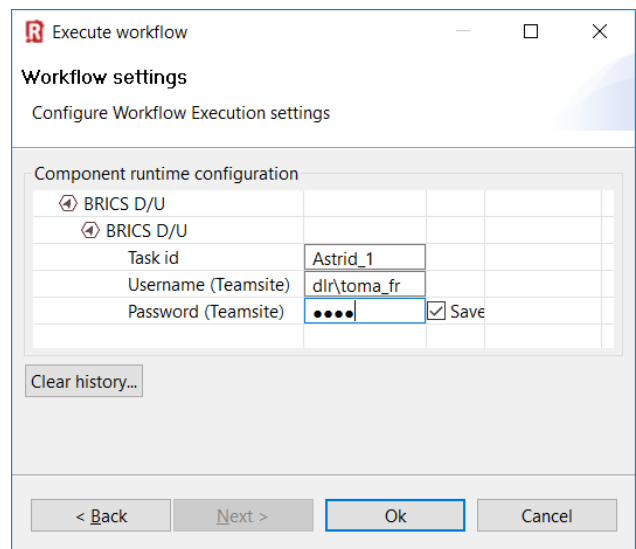 Execute workflow
Workflow settings
Configure Workflow Execution settings
Component runtime configuration
BRICS D/U
BRICS D/U
Task id Astrid_1
Username (Teamsite) dlr\toma_fr
Password (Teamsite) •••• Save
Clear history...
< Back Next > Ok Cancel